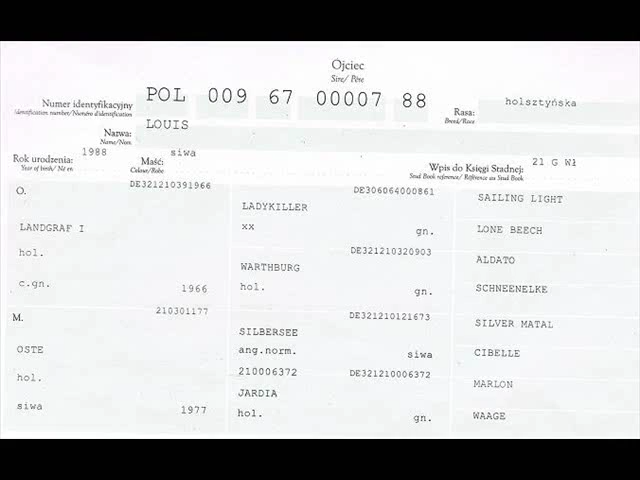 Ojciec
Sire/ Père
Numer identyfikacyjny POL 009 67 00007 88
Identification number/Numéro d'identification
Rasa: holsztyńska
Breed/Race
Nazwa: LOUIS
Name/Nom
Rok urodzenia: 1988 Maść: siwa
Year of birth/ Né en
Colour/Robe
Wpis do Księgi Stadnej: 21 G Wł
Stud Book reference/ Référence au Stud Book
O. DE321210391966
LANDGRAF I
hol.
c.gn. 1966
M. 210301177
OSTE
hol.
siwa 1977
DE306064000861
LADYKILLER
xx gn.
DE321210320903
WARTHBURG
hol. gn.
DE321210121673
SILBERSEE
ang.norm. siwa
210006372 DE321210006372
JARDIA
hol. gn.
SAILING LIGHT
LONE BEECH
ALDATO
SCHNEENELKE
SILVER MATAL
CIBELLE
MARLON
WAAGE